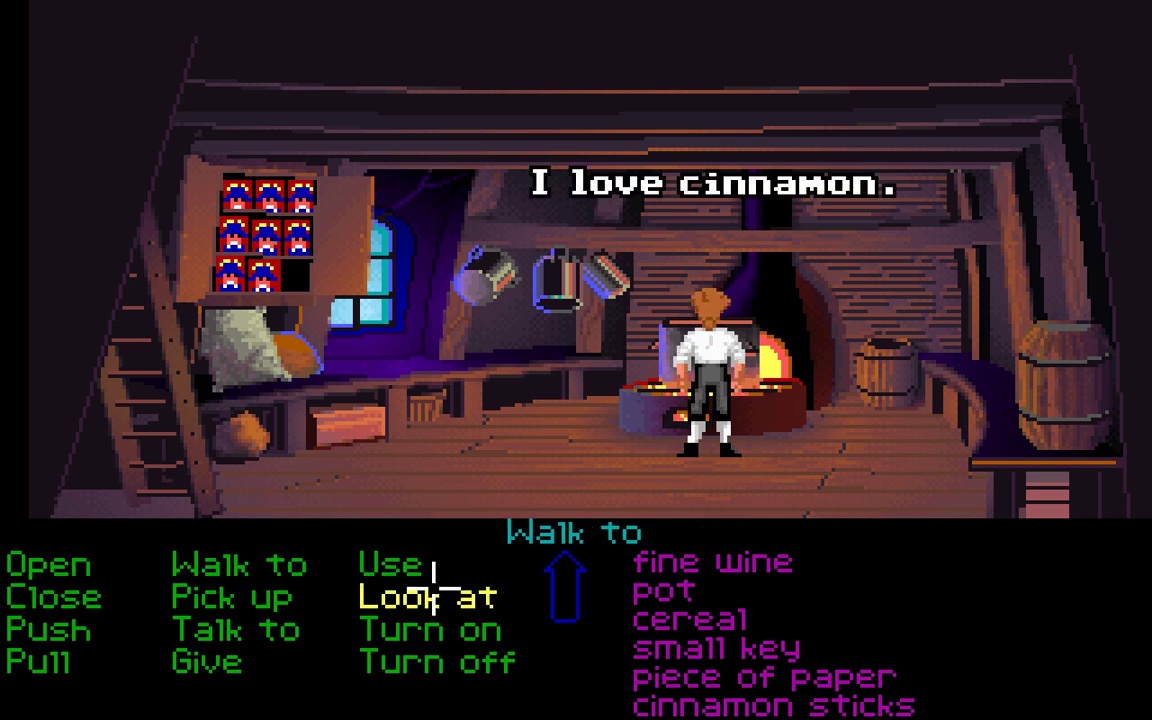 I love cinnamon.
Walk to
Open Walk to Use
Close Pick up Look at
Push Talk to Turn on
Pull Give Turn off
fine wine
pot
cereal
small key
piece of paper
cinnamon sticks